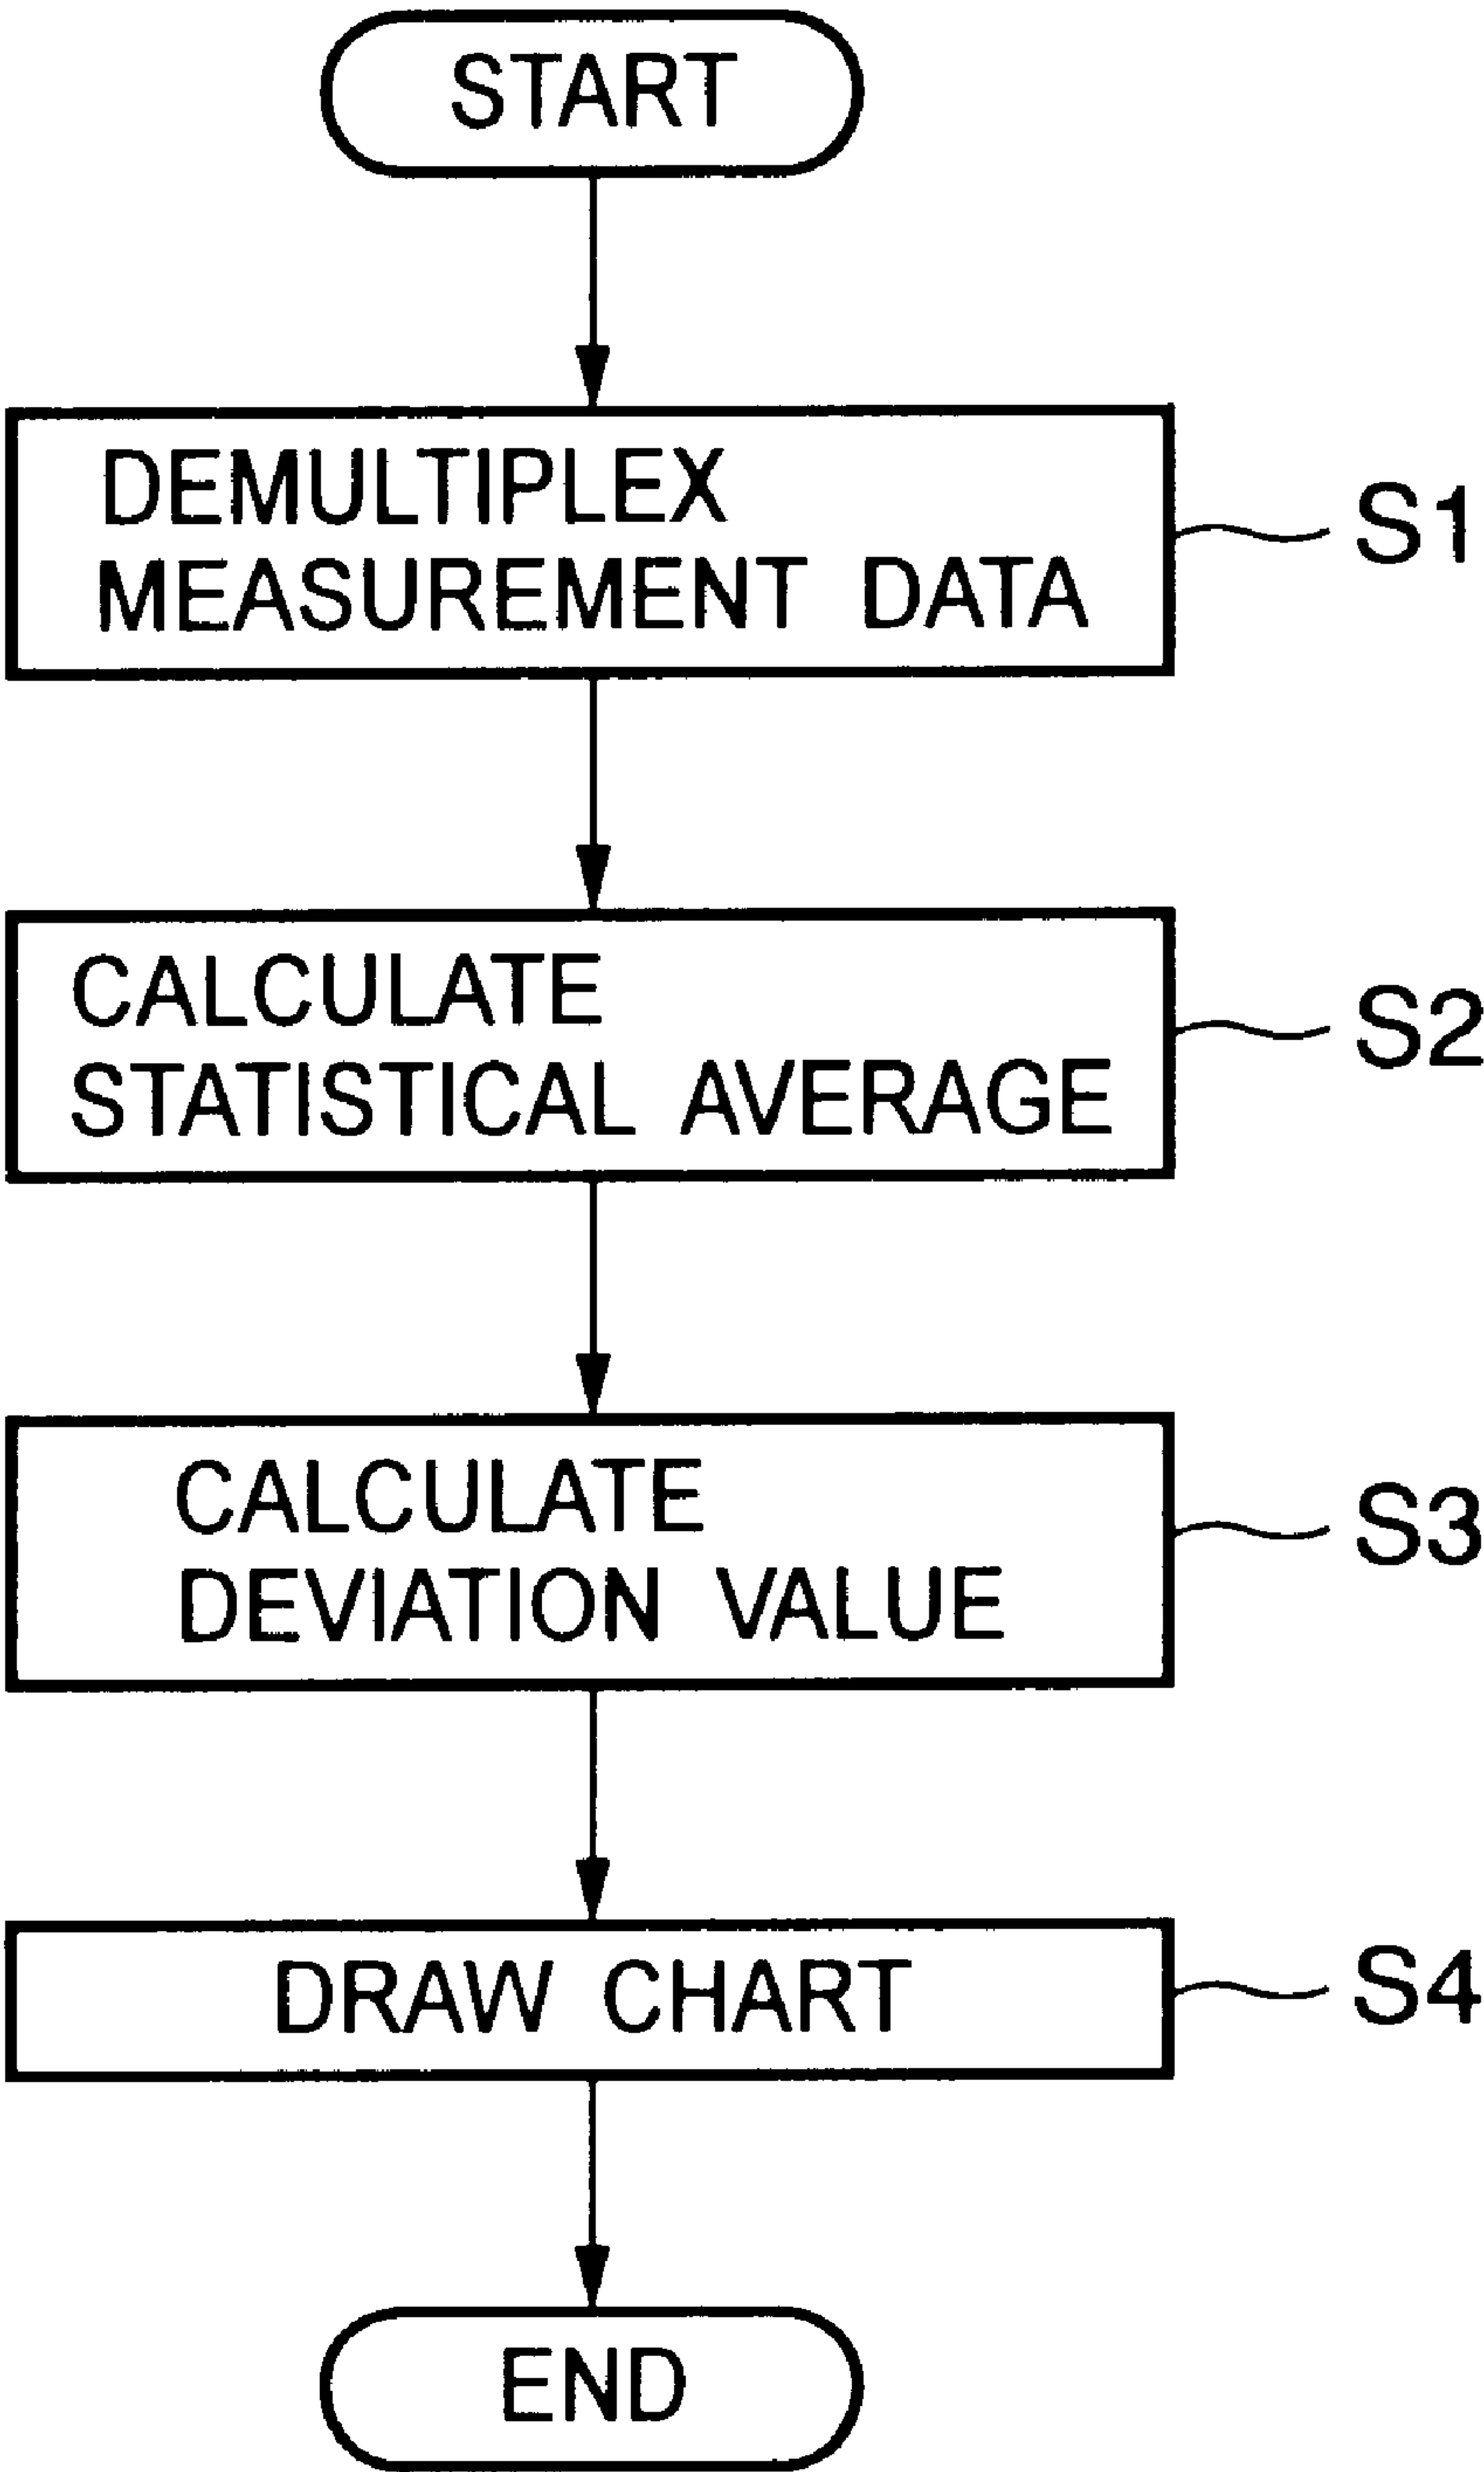 START
DEMULTIPLEX
MEASUREMENT DATA
S1
CALCULATE
STATISTICAL AVERAGE
S2
CALCULATE
DEVIATION VALUE
S3
DRAW CHART
S4
END